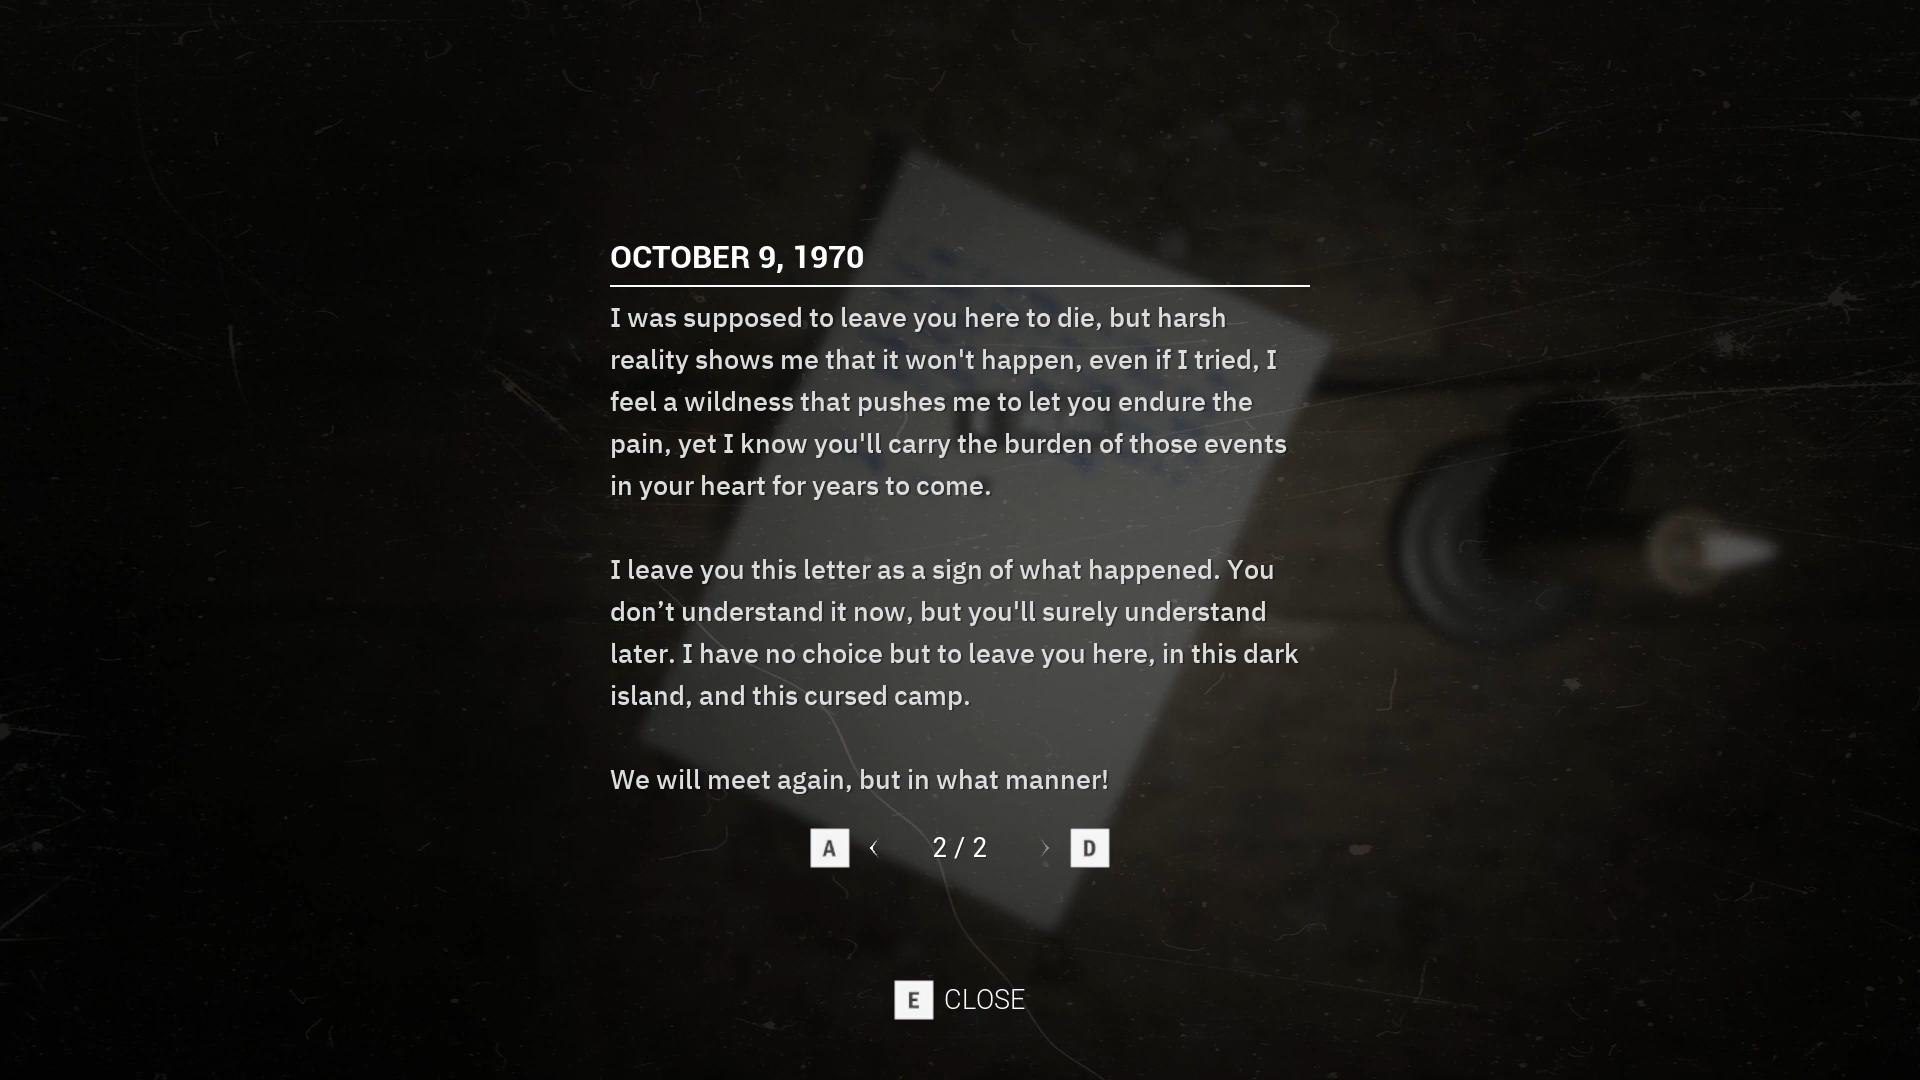 OCTOBER 9, 1970
I was supposed to leave you here to die, but harsh
reality shows me that it won't happen, even if I tried, I
feel a wildness that pushes me to let you endure the
pain, yet I know you'll carry the burden of those events
in your heart for years to come.
I leave you this letter as a sign of what happened. You
don’t understand it now, but you'll surely understand
later. I have no choice but to leave you here, in this dark
island, and this cursed camp.
We will meet again, but in what manner!
A 2 / 2 D
E CLOSE